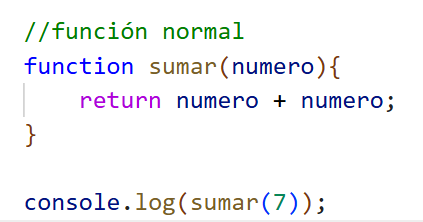 //función normal
function sumar(numero){
    return numero + numero;
}

console.log(sumar(7));